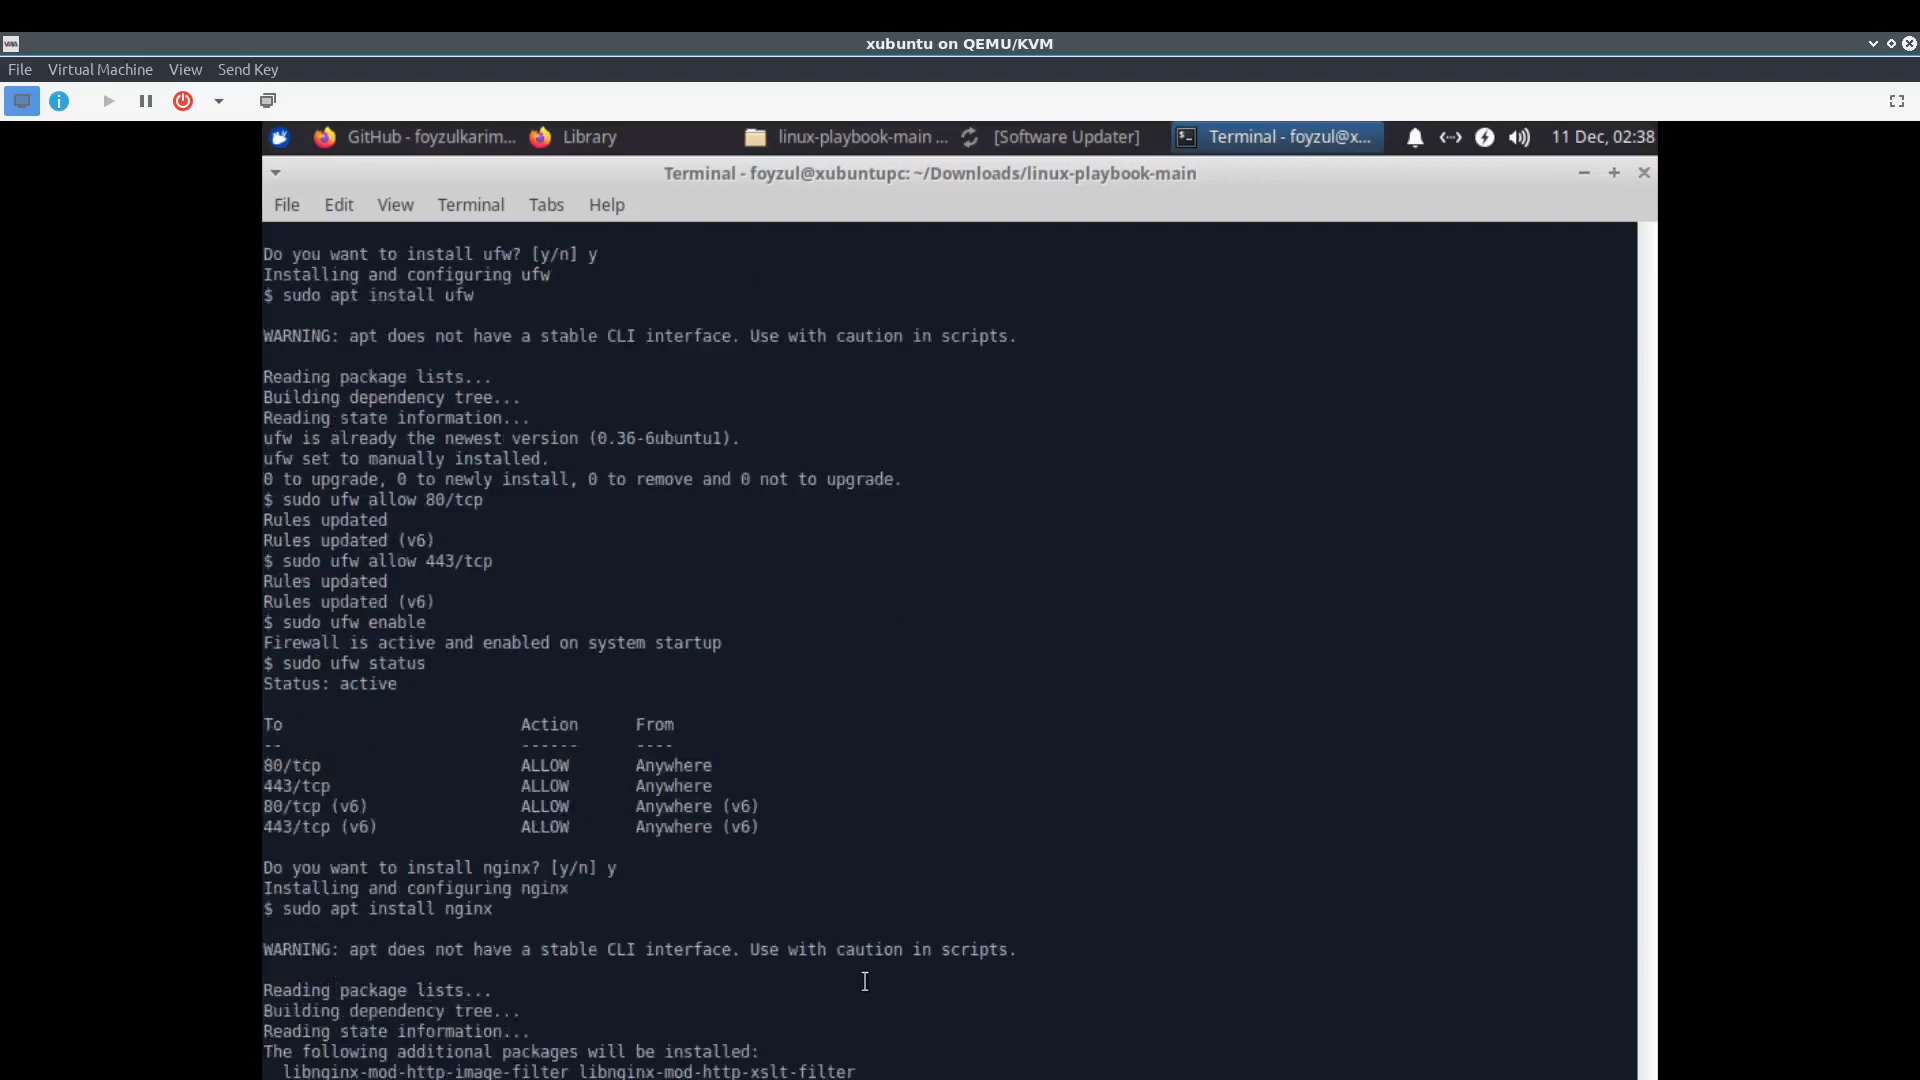 xubuntu on QEMU/KVM
File Virtual Machine View Send Key
GitHub - foyzulkarim... Library linux-playbook-main ... [Software Updater] Terminal - foyzul@x... 11 Dec, 02:38
Terminal - foyzul@xubuntupc: ~/Downloads/linux-playbook-main
File Edit View Terminal Tabs Help
Do you want to install ufw? [y/n] y
Installing and configuring ufw
$ sudo apt install ufw
WARNING: apt does not have a stable CLI interface. Use with caution in scripts.
Reading package lists...
Building dependency tree...
Reading state information...
ufw is already the newest version (0.36-6ubuntu1).
ufw set to manually installed.
0 to upgrade, 0 to newly install, 0 to remove and 0 not to upgrade.
$ sudo ufw allow 80/tcp
Rules updated
Rules updated (v6)
$ sudo ufw allow 443/tcp
Rules updated
Rules updated (v6)
$ sudo ufw enable
Firewall is active and enabled on system startup
$ sudo ufw status
Status: active
To Action From
-- ------ ----
80/tcp ALLOW Anywhere
443/tcp ALLOW Anywhere
80/tcp (v6) ALLOW Anywhere (v6)
443/tcp (v6) ALLOW Anywhere (v6)
Do you want to install nginx? [y/n] y
Installing and configuring nginx
$ sudo apt install nginx
WARNING: apt does not have a stable CLI interface. Use with caution in scripts.
Reading package lists...
Building dependency tree...
Reading state information...
The following additional packages will be installed:
libnginx-mod-http-image-filter libnginx-mod-http-xslt-filter